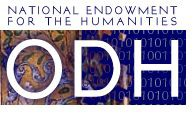 NATIONAL ENDOWMENT
FOR THE HUMANITIES
ODH